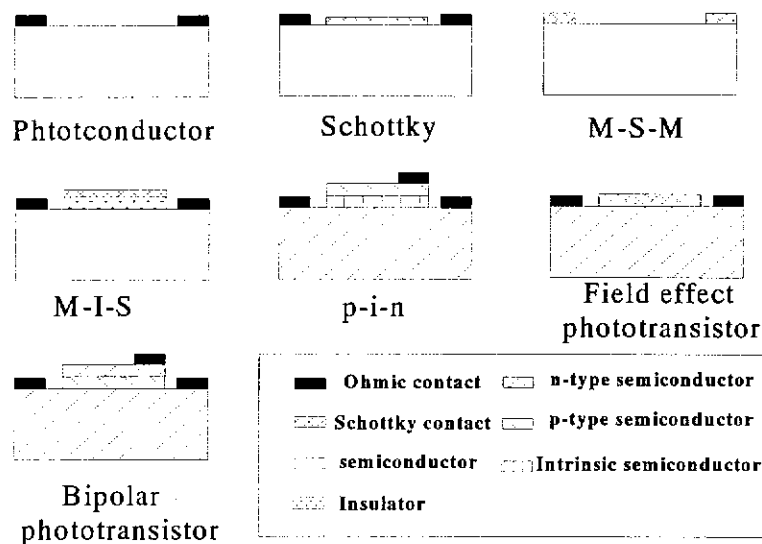 Phtotconductor
Schottky
M-S-M
M-I-S
p-i-n
Field effect
phototransistor
Bipolar
phototransistor
Ohmic contact
n-type semiconductor
Schottky contact
p-type semiconductor
semiconductor
Intrinsic semiconductor
Insulator